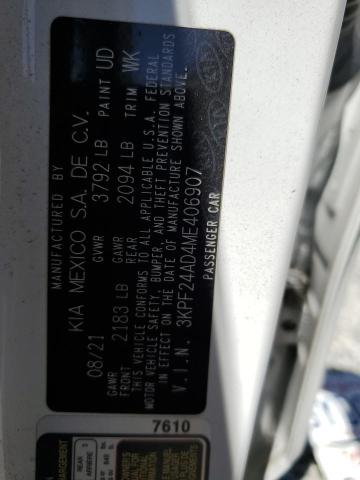 MANUFACTURED BY
KIA MEXICO S.A. DE C.V.
08/21 GVWR 3792 LB PAINT UD
GAWR FRONT 2183 LB GAWR REAR 2094 LB TRIM WK
THIS VEHICLE CONFORMS TO ALL APPLICABLE U.S.A. FEDERAL
MOTOR VEHICLE SAFETY, BUMPER, AND THEFT PREVENTION STANDARDS
IN EFFECT ON THE DATE OF MANUFACTURE SHOWN ABOVE.
V.I.N. 3KPF24AD4ME406907
PASSENGER CAR
7610
REAR
ARRIÈRE